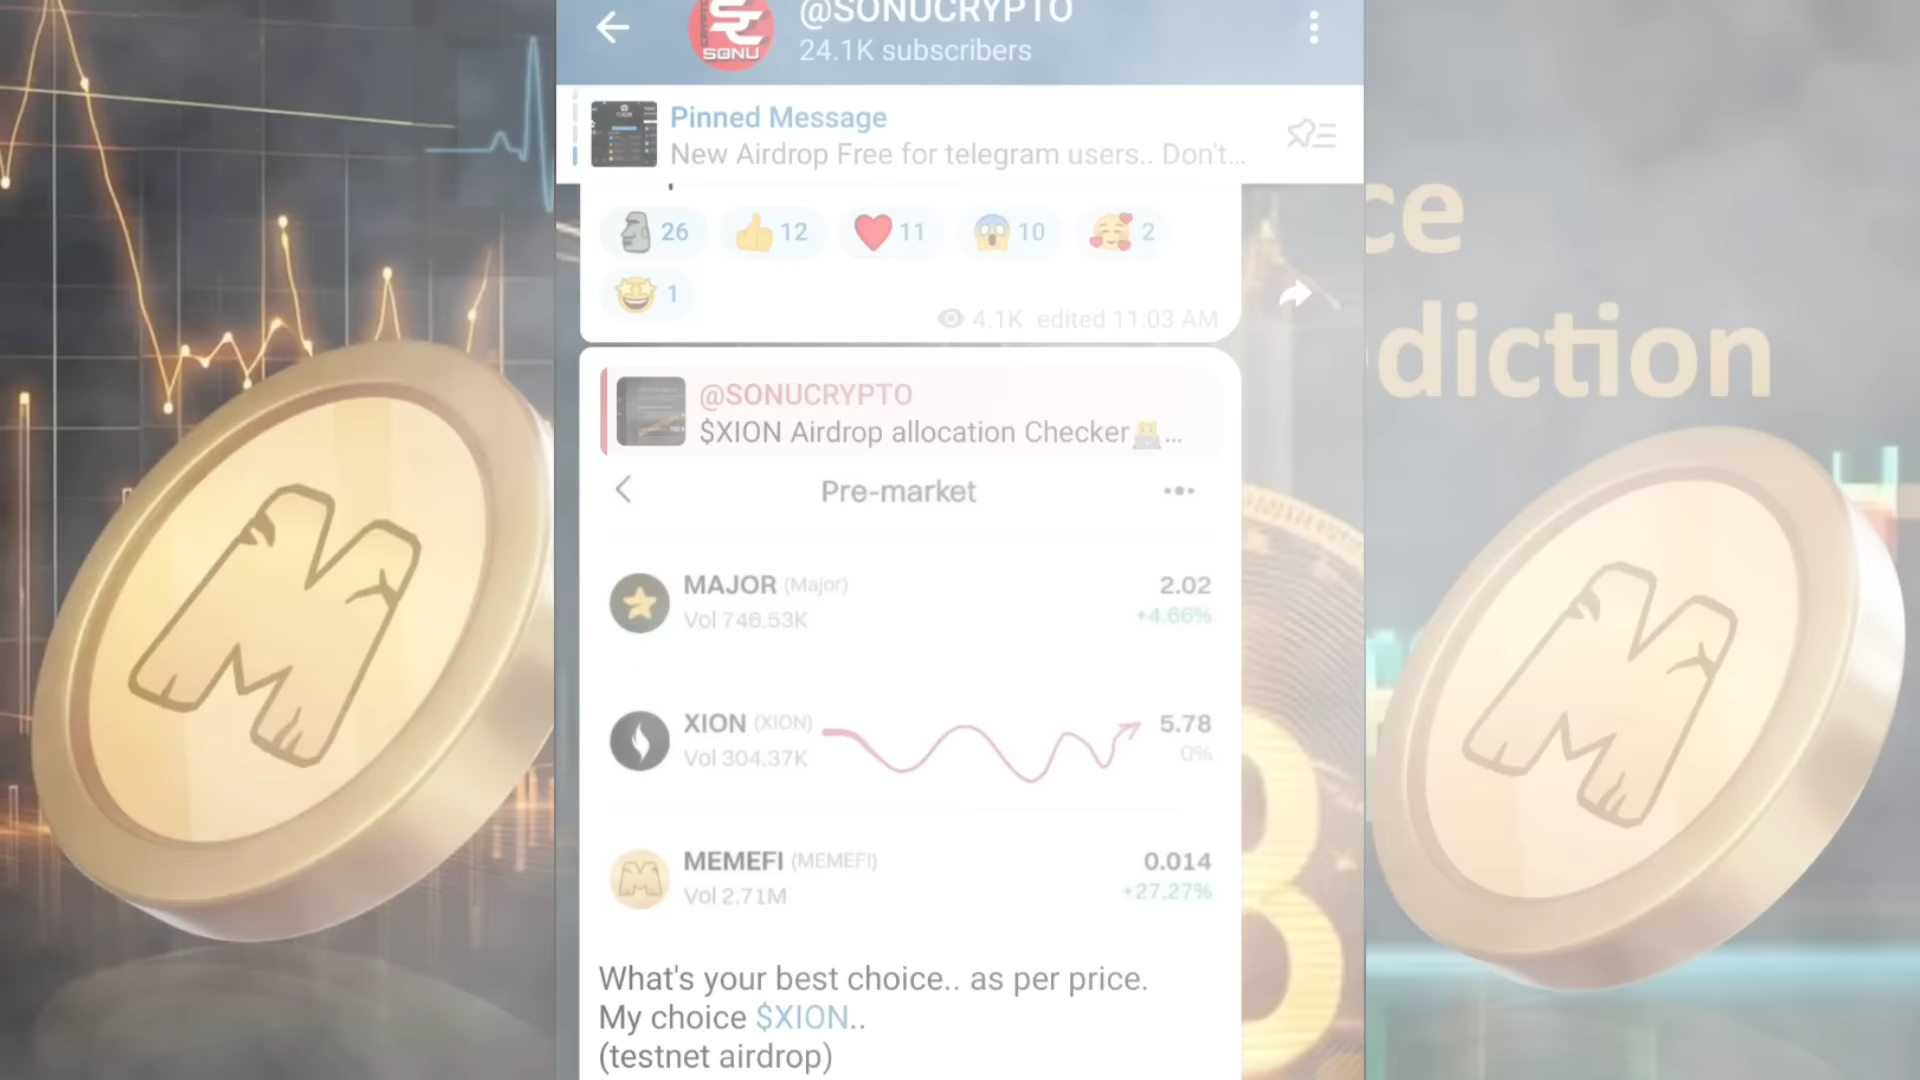 @SONUCRYPTO
24.1K subscribers
SONU
Pinned Message
New Airdrop Free for telegram users.. Don't...
26
12
11
10
2
1
4.1K edited 11:03 AM
ce
diction
@SONUCRYPTO
$XION Airdrop allocation Checker...
Pre-market
MAJOR (Major)
2.02
Vol 746.53K
+4.66%
XION (XION)
5.78
Vol 304.37K
0%
MEMEFI (MEMEFI)
0.014
Vol 2.71M
+27.27%
What's your best choice.. as per price.
My choice $XION..
(testnet airdrop)